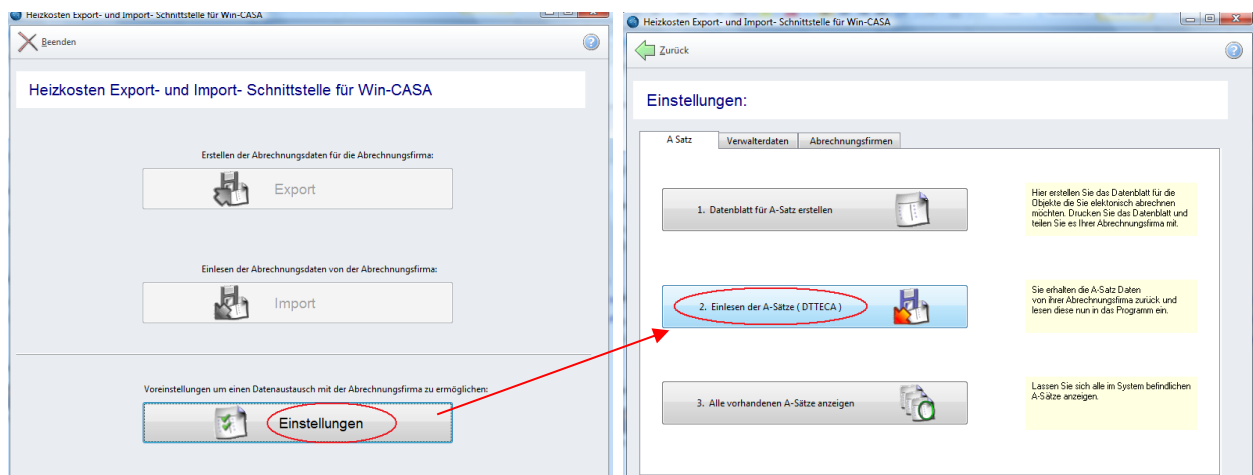 Heizkosten Export- und Import- Schnittstelle für Win-CASA
Beenden
Heizkosten Export- und Import- Schnittstelle für Win-CASA
Erstellen der Abrechnungsdaten für die Abrechnungsfirma:
Export
Einlesen der Abrechnungsdaten von der Abrechnungsfirma:
Import
Voreinstellungen um einen Datenaustausch mit der Abrechnungsfirma zu ermöglichen:
Einstellungen
Heizkosten Export- und Import- Schnittstelle für Win-CASA
Zurück
Einstellungen:
A Satz Verwalterdaten Abrechnungsfirmen
1. Datenblatt für A-Satz erstellen
Hier erstellen Sie das Datenblatt für die
Objekte die Sie elektonisch abrechnen
möchten. Drucken Sie das Datenblatt und
teilen Sie es Ihrer Abrechnungsfirma mit.
2. Einlesen der A-Sätze ( DTTECA )
Sie erhalten die A-Satz Daten
von ihrer Abrechnungsfirma zurück und
lesen diese nun in das Programm ein.
3. Alle vorhandenen A-Sätze anzeigen
Lassen Sie sich alle im System befindlichen
A-Sätze anzeigen.